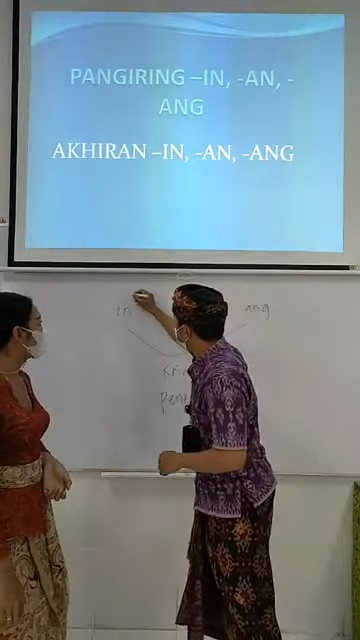 PANGIRING –IN, -AN, -
ANG
AKHIRAN –IN, -AN, -ANG
in
ang